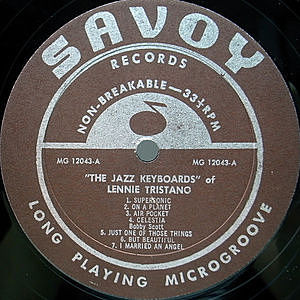 SAVOY
RECORDS
NON-BREAKABLE—33⅓RPM
MG 12043-A
MG 12043-A
"THE JAZZ KEYBOARDS" of
LENNIE TRISTANO
1. SUPERSONIC
2. ON A PLANET
3. AIR POCKET
4. CELESTIA
Bobby Scott
5. JUST ONE OF THOSE THINGS
6. BUT BEAUTIFUL
7. I MARRIED AN ANGEL
LONG PLAYING MICROGROOVE